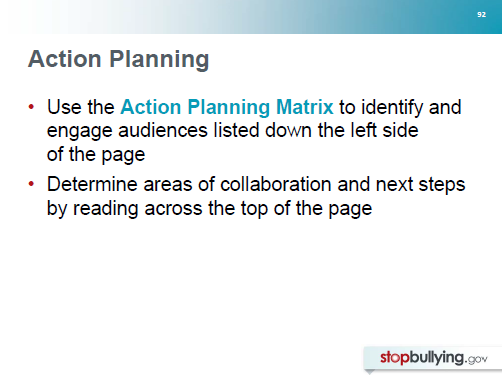 92
Action Planning
• Use the Action Planning Matrix to identify and
engage audiences listed down the left side
of the page
• Determine areas of collaboration and next steps
by reading across the top of the page
stopbullying.gov